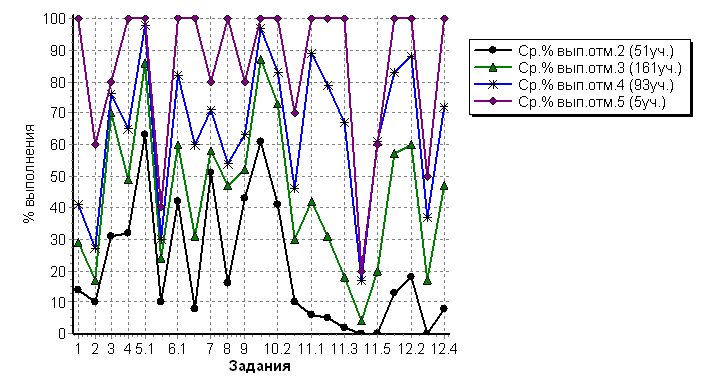 % выполнения
100
90
80
70
60
50
40
30
20
10
0
1 2 3 4 5.1 6.1 7 8 9 10.2 11.1 11.3 11.5 12.2 12.4
Задания
Ср.% вып.отм.2 (51уч.)
Ср.% вып.отм.3 (161уч.)
Ср.% вып.отм.4 (93уч.)
Ср.% вып.отм.5 (5уч.)